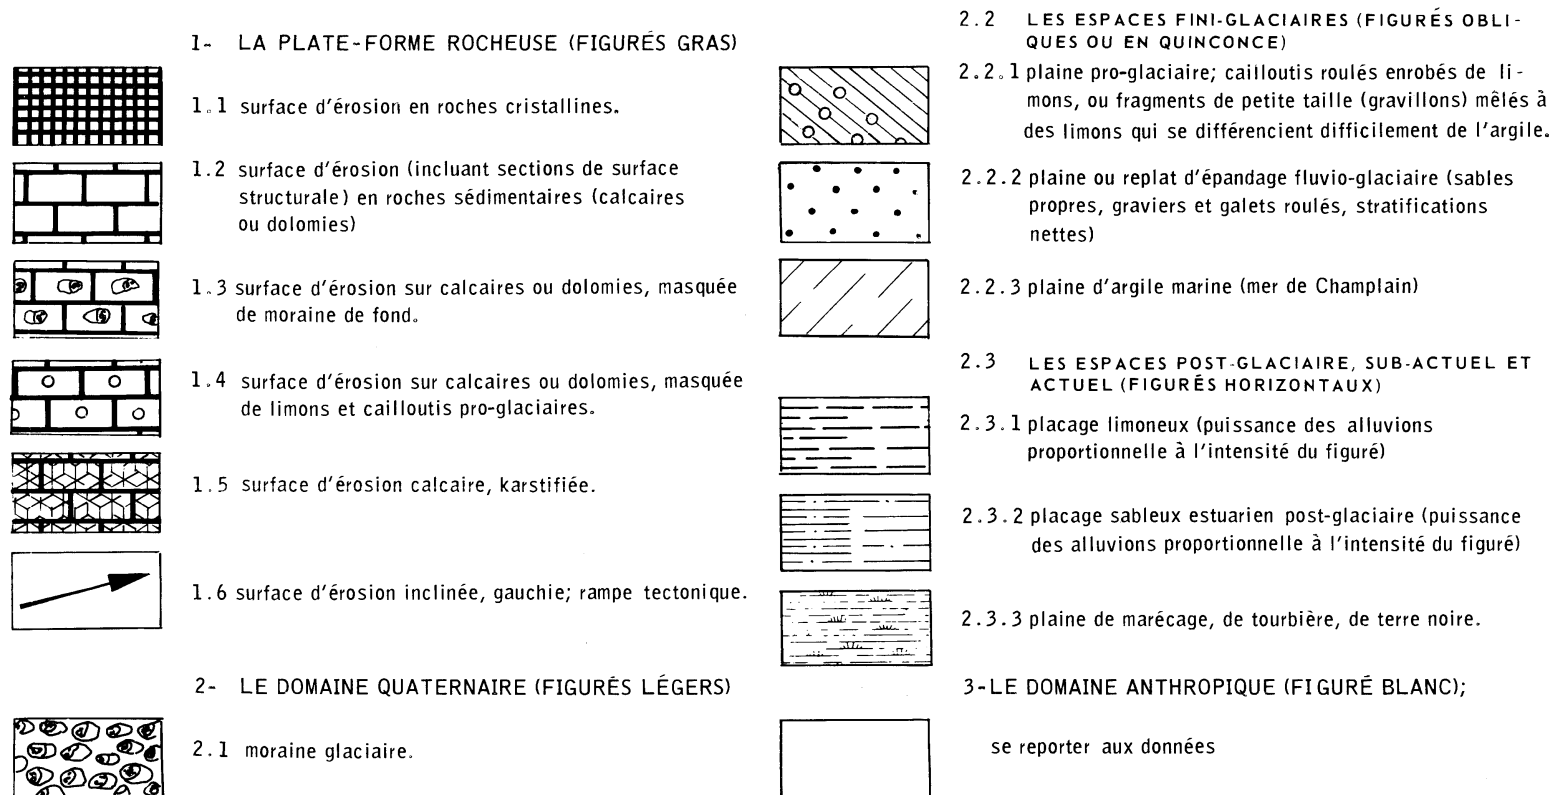 1- LA PLATE-FORME ROCHEUSE (FIGURÉS GRAS)
1.1 surface d'érosion en roches cristallines.
1.2 surface d'érosion (incluant sections de surface
structurale) en roches sédimentaires (calcaires
ou dolomies)
1.3 surface d'érosion sur calcaires ou dolomies, masquée
de moraine de fond.
1.4 surface d'érosion sur calcaires ou dolomies, masquée
de limons et cailloutis pro-glaciaires.
1.5 surface d'érosion calcaire, karstifiée.
1.6 surface d'érosion inclinée, gauchie; rampe tectonique.
2- LE DOMAINE QUATERNAIRE (FIGURÉS LÉGERS)
2.1 moraine glaciaire.
2.2 LES ESPACES FINI-GLACIAIRES (FIGURÉS OBLI-
QUES OU EN QUINCONCE)
2.2.1 plaine pro-glaciaire; cailloutis roulés enrobés de li-
mons, ou fragments de petite taille (gravillons) mêlés à
des limons qui se différencient difficilement de l'argile.
2.2.2 plaine ou replat d'épandage fluvio-glaciaire (sables
propres, graviers et galets roulés, stratifications
nettes)
2.2.3 plaine d'argile marine (mer de Champlain)
2.3 LES ESPACES POST-GLACIAIRE, SUB-ACTUEL ET
ACTUEL (FIGURÉS HORIZONTAUX)
2.3.1 placage limoneux (puissance des alluvions
proportionnelle à l'intensité du figuré)
2.3.2 placage sableux estuarien post-glaciaire (puissance
des alluvions proportionnelle à l'intensité du figuré)
2.3.3 plaine de marécage, de tourbière, de terre noire.
3-LE DOMAINE ANTHROPIQUE (FIGURÉ BLANC);
se reporter aux données